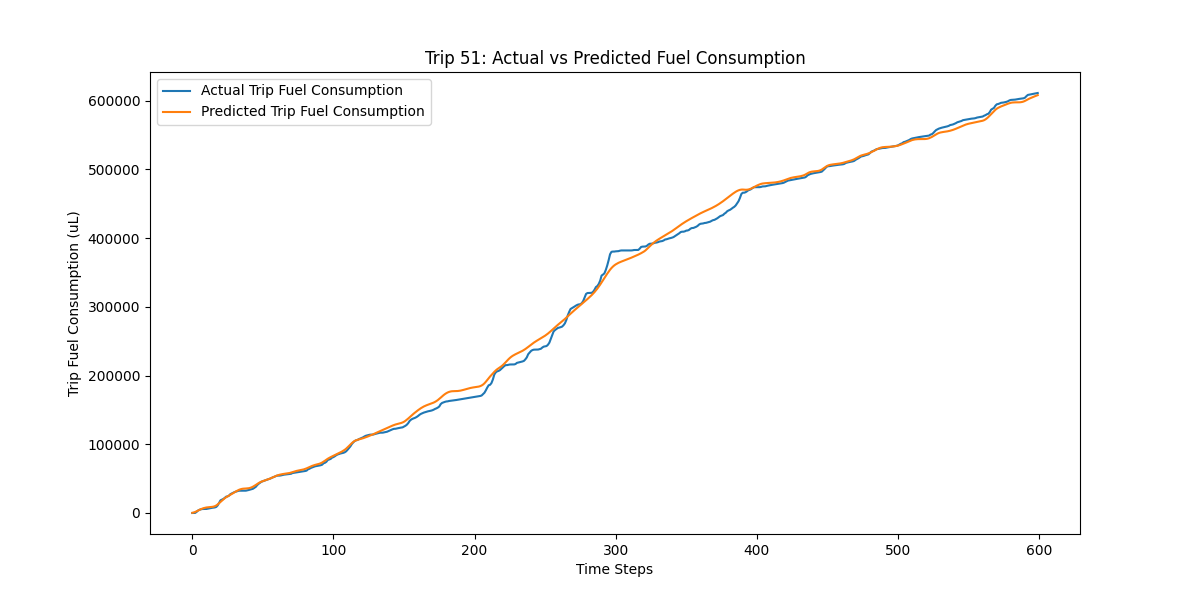 Trip 51: Actual vs Predicted Fuel Consumption
Actual Trip Fuel Consumption
Predicted Trip Fuel Consumption
Trip Fuel Consumption (uL)
600000
500000
400000
300000
200000
100000
0
0 100 200 300 400 500 600
Time Steps